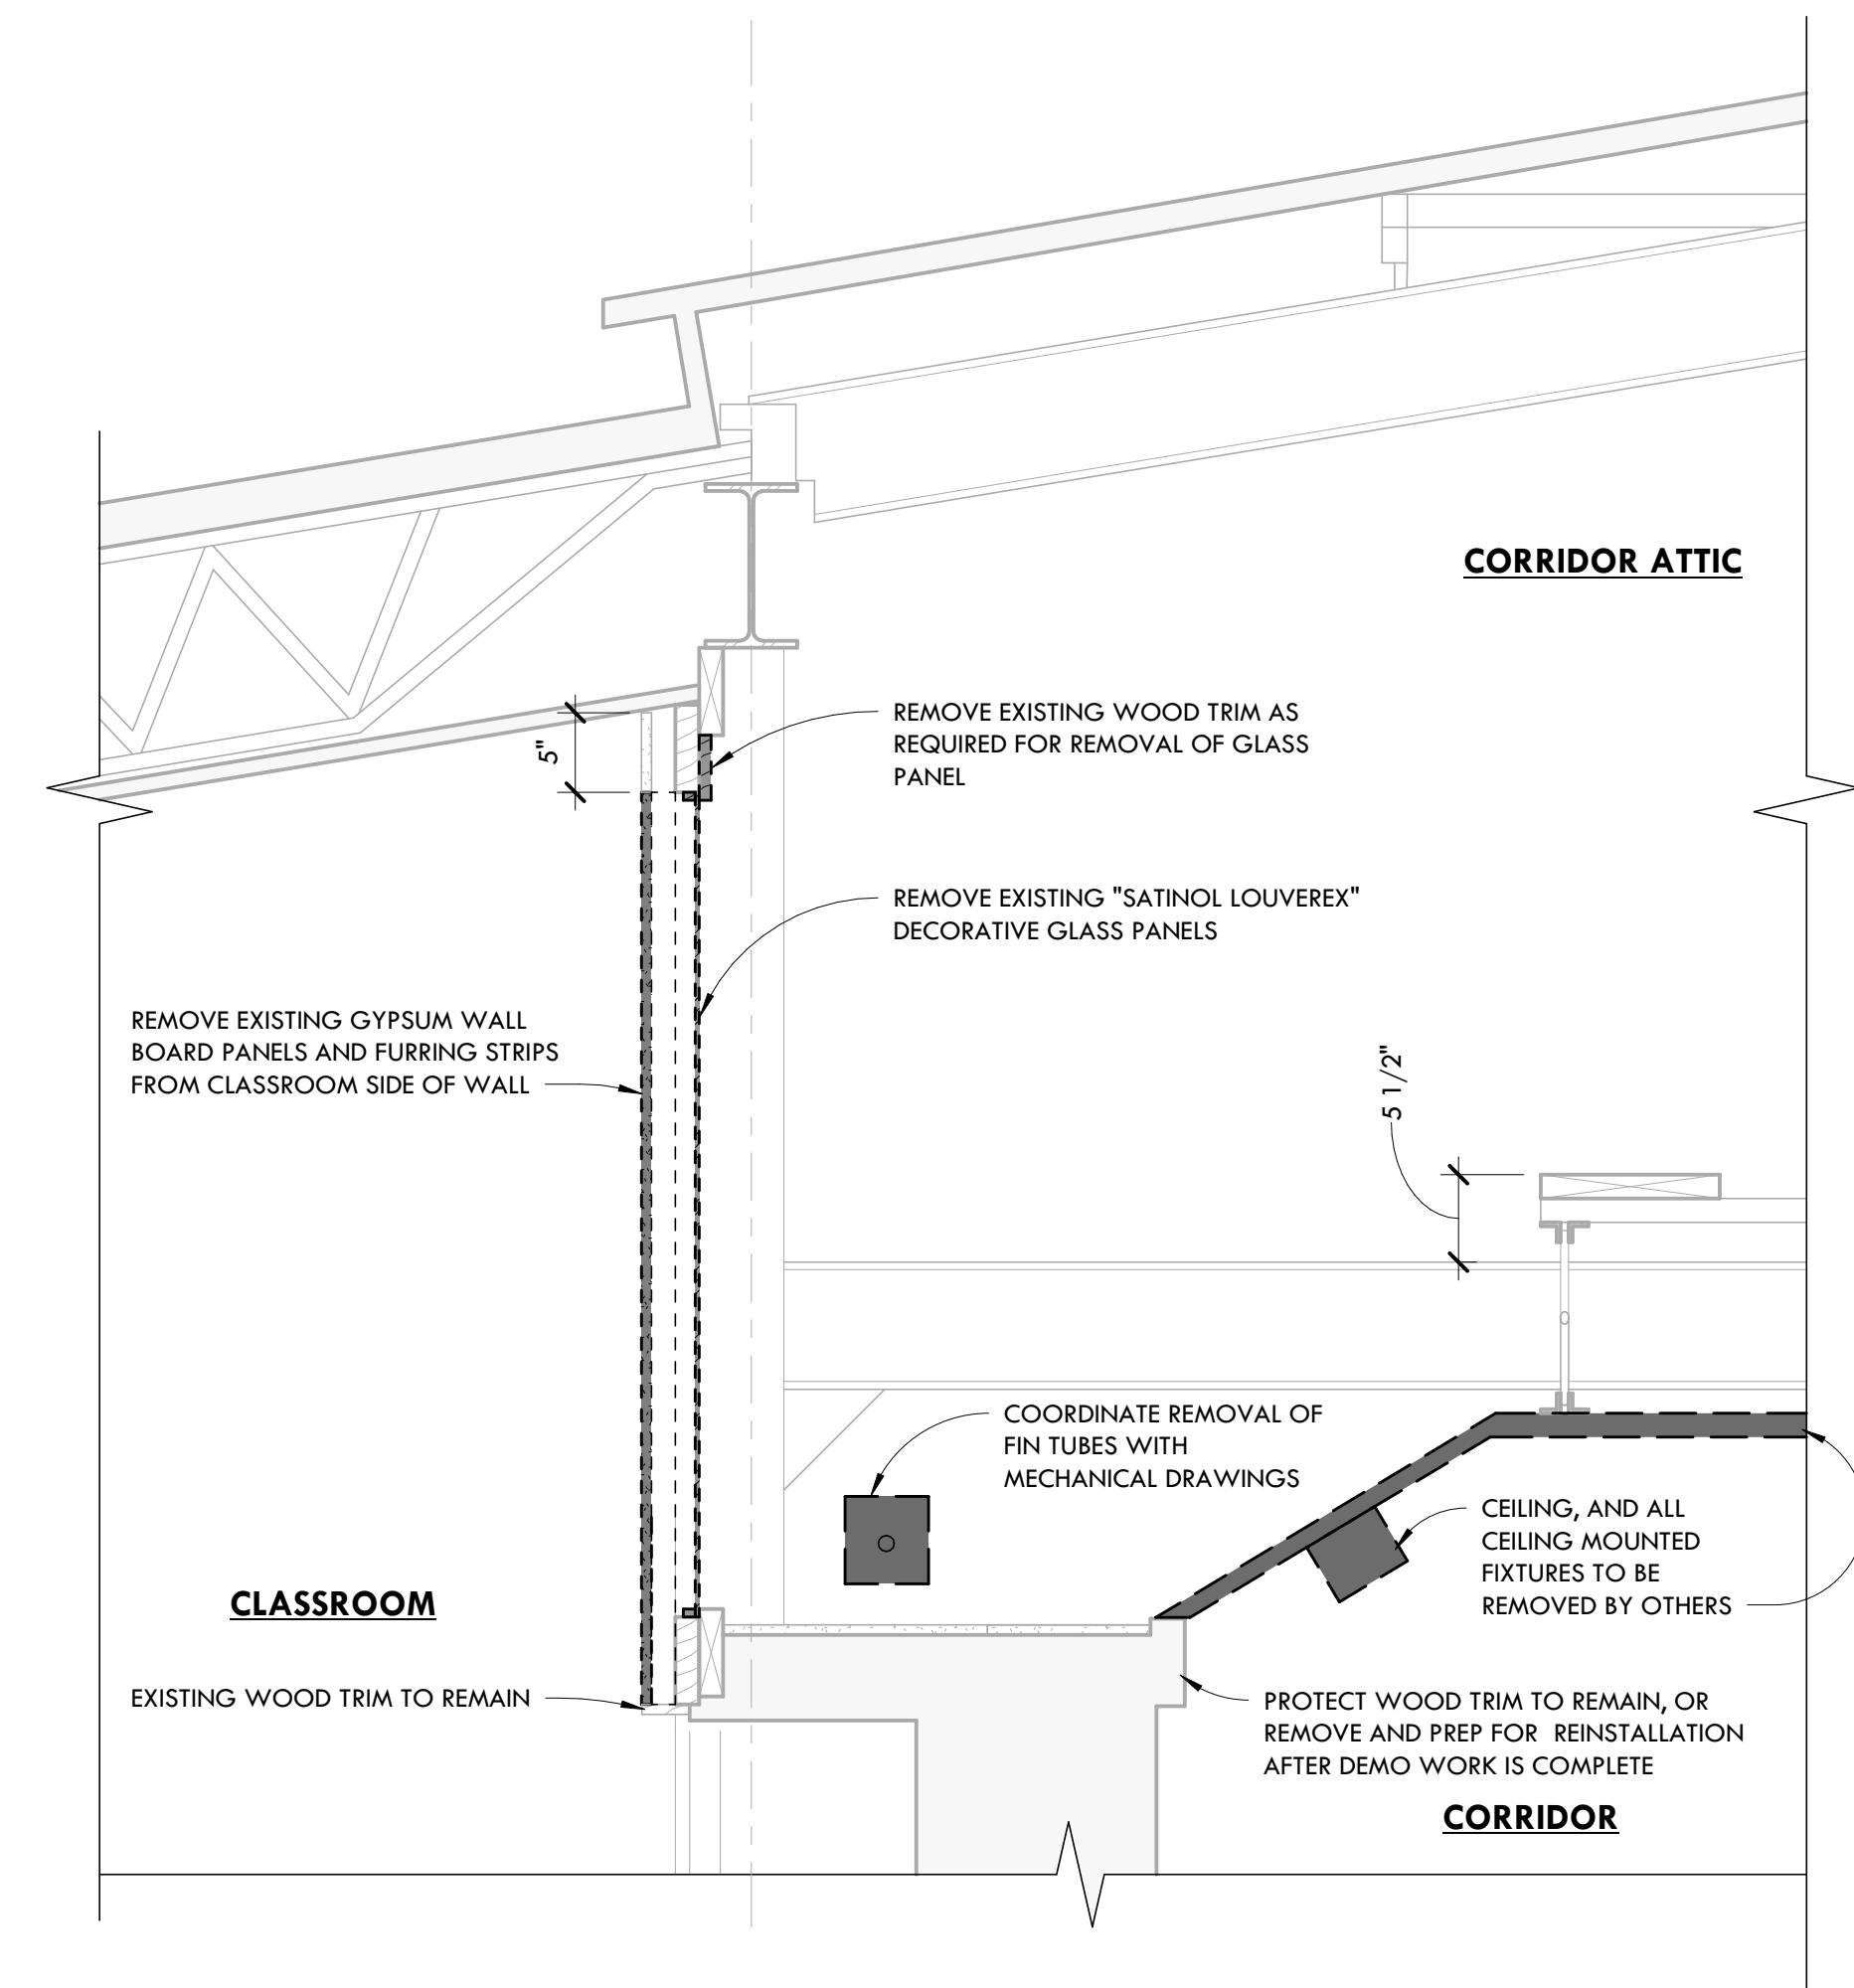 CORRIDOR ATTIC
REMOVE EXISTING WOOD TRIM AS
REQUIRED FOR REMOVAL OF GLASS
PANEL
5"
REMOVE EXISTING "SATINOL LOUVEREX"
DECORATIVE GLASS PANELS
REMOVE EXISTING GYPSUM WALL
BOARD PANELS AND FURRING STRIPS
FROM CLASSROOM SIDE OF WALL
5 1/2"
COORDINATE REMOVAL OF
FIN TUBES WITH
MECHANICAL DRAWINGS
CEILING, AND ALL
CEILING MOUNTED
FIXTURES TO BE
REMOVED BY OTHERS
CLASSROOM
EXISTING WOOD TRIM TO REMAIN
PROTECT WOOD TRIM TO REMAIN, OR
REMOVE AND PREP FOR  REINSTALLATION
AFTER DEMO WORK IS COMPLETE
CORRIDOR